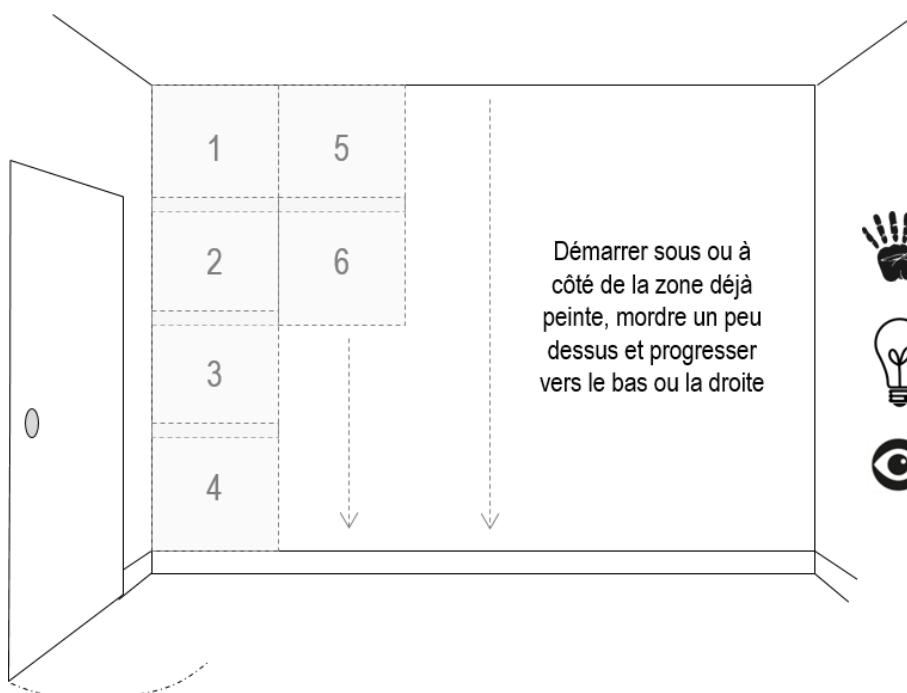 1
5
2
6
3
4
Démarrer sous ou à
côté de la zone déjà
peinte, mordre un peu
dessus et progresser
vers le bas ou la droite